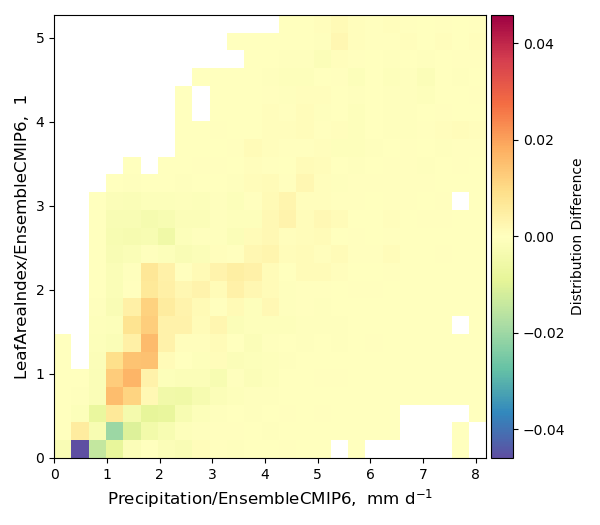 5
4
3
2
1
0
LeafAreaIndex/EnsembleCMIP6,  1
0 1 2 3 4 5 6 7 8
Precipitation/EnsembleCMIP6,  mm d⁻¹
0.04
0.02
0.00
−0.02
−0.04
Distribution Difference